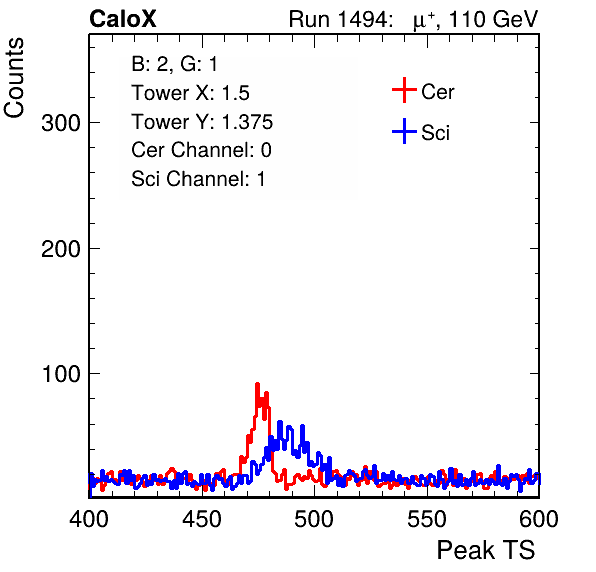 CaloX Run 1494: μ⁺, 110 GeV
Counts
B: 2, G: 1
Tower X: 1.5
Tower Y: 1.375
Cer Channel: 0
Sci Channel: 1
Cer
Sci
300
200
100
400 450 500 550 600
Peak TS